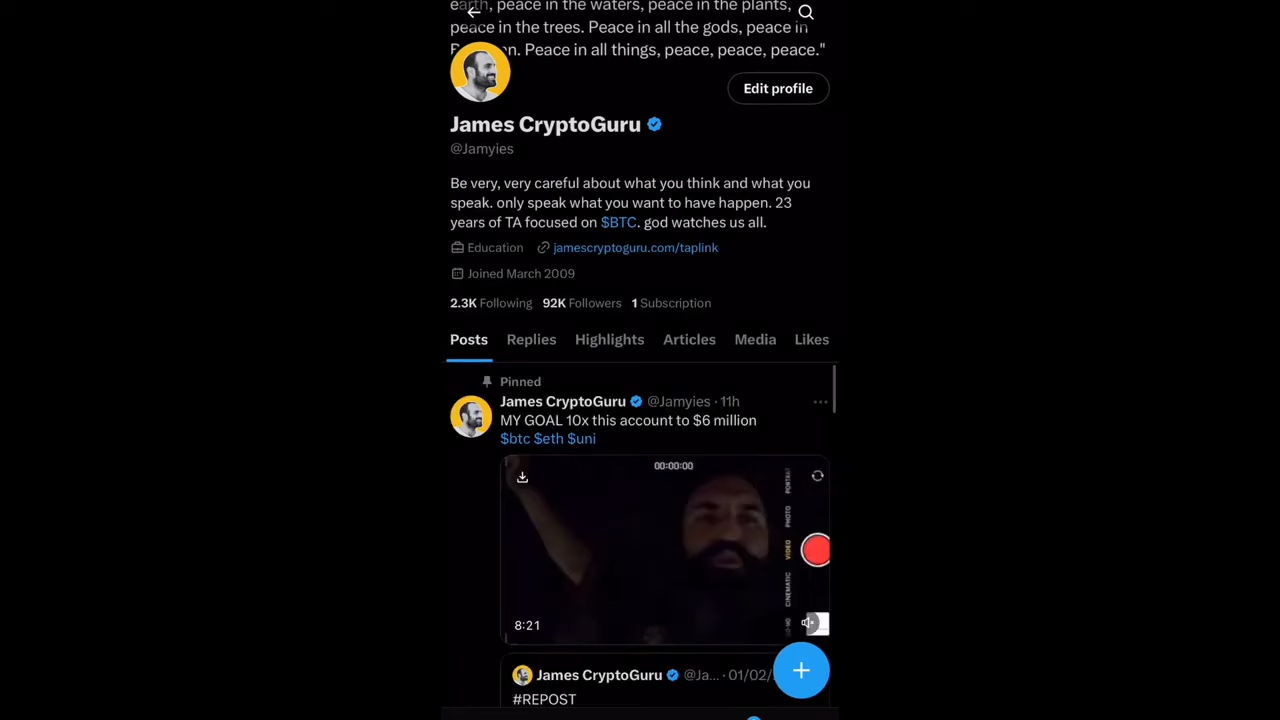 earth, peace in the waters, peace in the plants,
peace in the trees. Peace in all the gods, peace in
Peace in all things, peace, peace, peace."
Edit profile
James CryptoGuru
@Jamyies
Be very, very careful about what you think and what you
speak. only speak what you want to have happen. 23
years of TA focused on $BTC. god watches us all.
Education jamescryptoguru.com/taplink
Joined March 2009
2.3K Following 92K Followers 1 Subscription
Posts Replies Highlights Articles Media Likes
Pinned
James CryptoGuru @Jamyies · 11h
MY GOAL 10x this account to $6 million
$btc $eth $uni
00:00:00
PORTRAIT
PHOTO
VIDEO
CINEMATIC
8:21
James CryptoGuru @Ja... · 01/02/
#REPOST